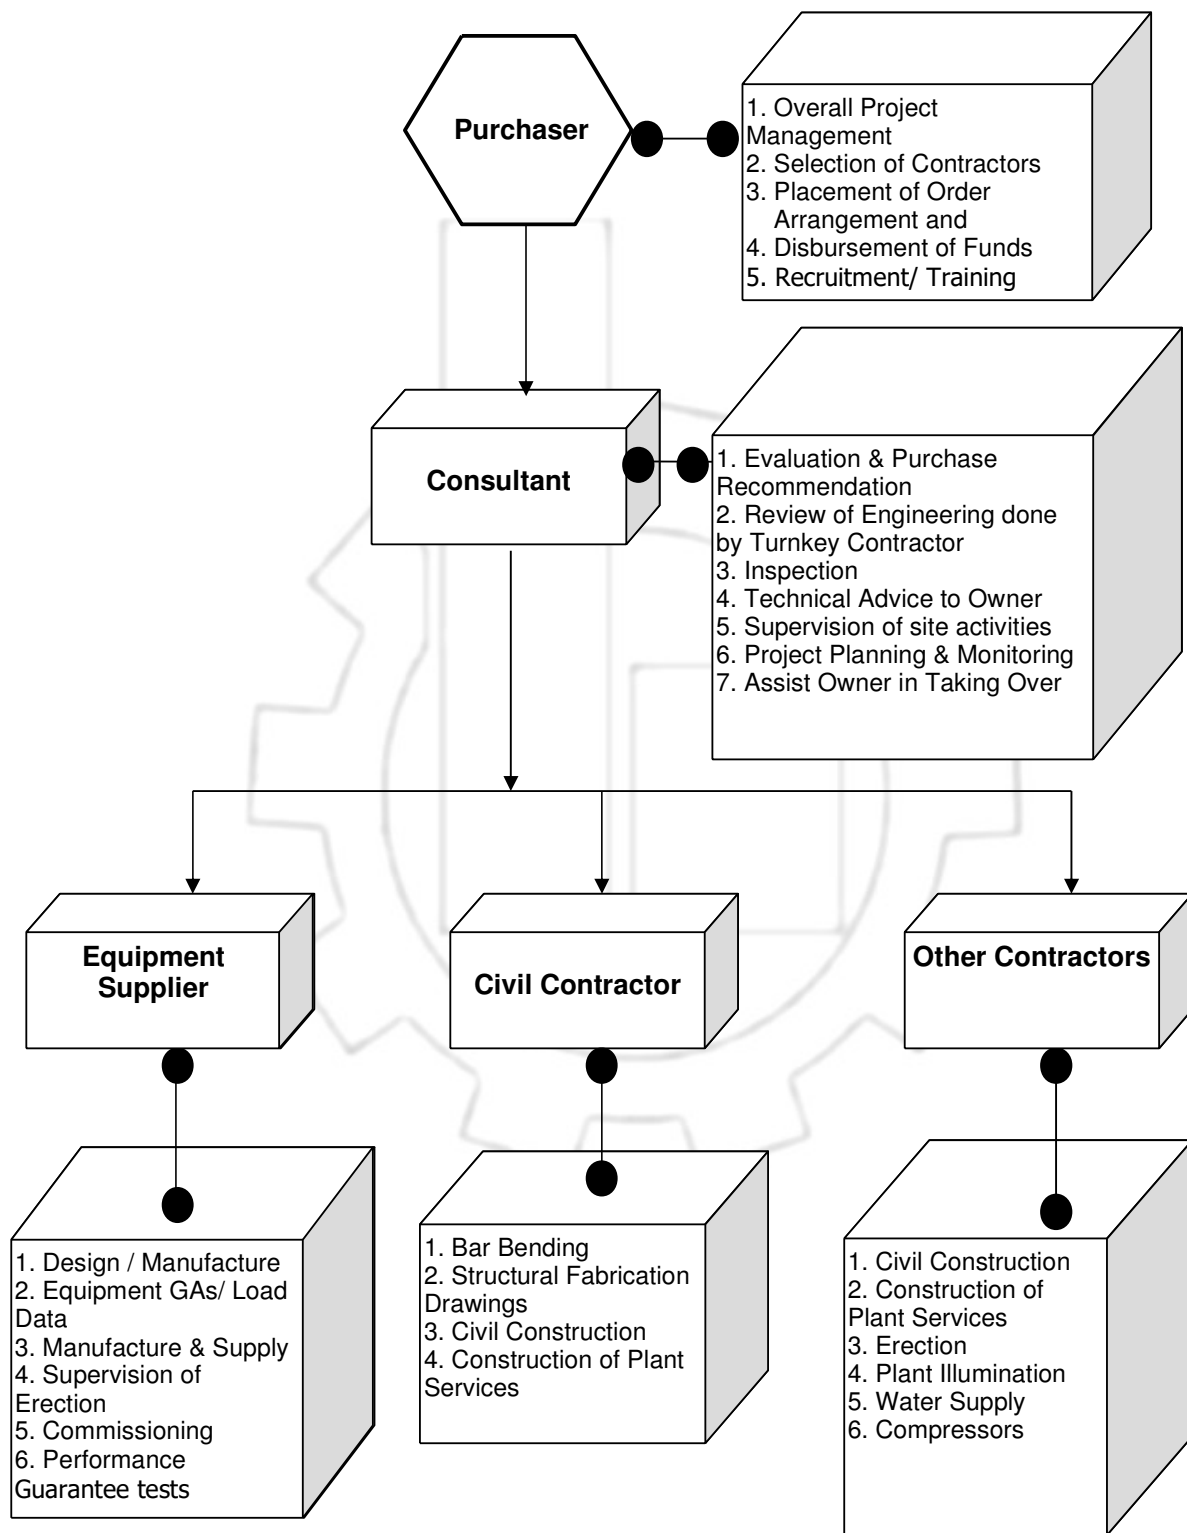 Purchaser
1. Overall Project
Management
2. Selection of Contractors
3. Placement of Order
Arrangement and
4. Disbursement of Funds
5. Recruitment/ Training
Consultant
1. Evaluation & Purchase
Recommendation
2. Review of Engineering done
by Turnkey Contractor
3. Inspection
4. Technical Advice to Owner
5. Supervision of site activities
6. Project Planning & Monitoring
7. Assist Owner in Taking Over
Equipment
Supplier
Civil Contractor
Other Contractors
1. Design / Manufacture
2. Equipment GAs/ Load
Data
3. Manufacture & Supply
4. Supervision of
Erection
5. Commissioning
6. Performance
Guarantee tests
1. Bar Bending
2. Structural Fabrication
Drawings
3. Civil Construction
4. Construction of Plant
Services
1. Civil Construction
2. Construction of
Plant Services
3. Erection
4. Plant Illumination
5. Water Supply
6. Compressors